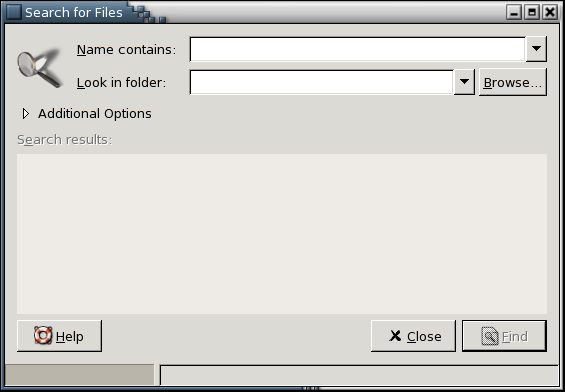 Search for Files
Name contains:
Look in folder:
Browse...
Additional Options
Search results:
Help
Close
Find